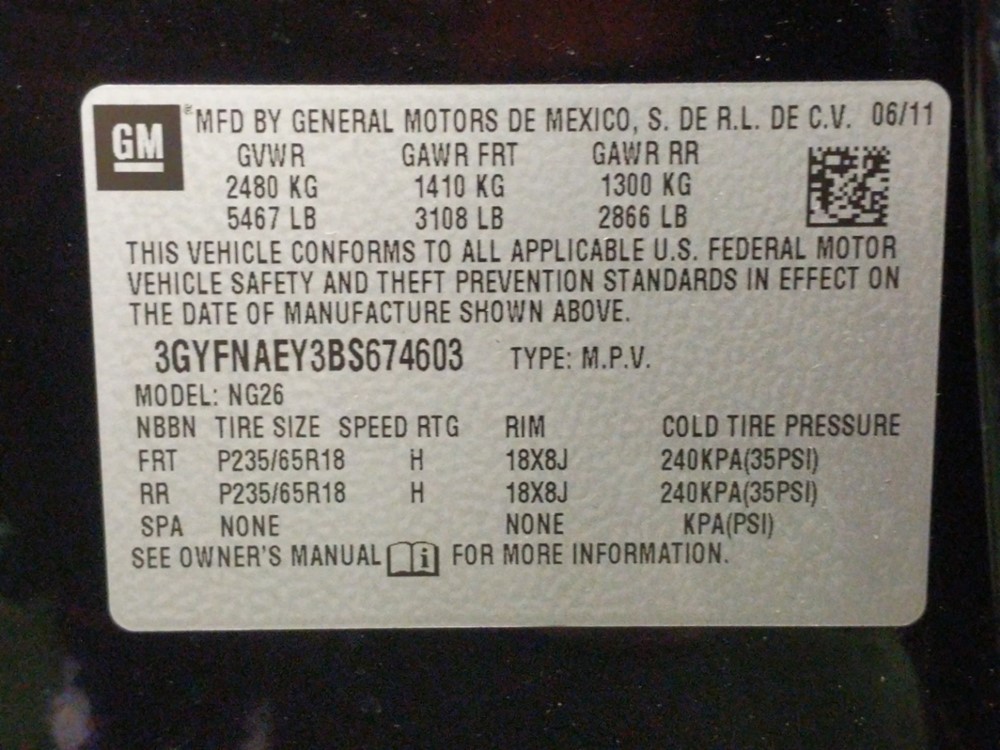 GM ® MFD BY GENERAL MOTORS DE MEXICO, S. DE R.L. DE C.V. 06/11
GVWR GAWR FRT GAWR RR
2480 KG 1410 KG 1300 KG
5467 LB 3108 LB 2866 LB
THIS VEHICLE CONFORMS TO ALL APPLICABLE U.S. FEDERAL MOTOR
VEHICLE SAFETY AND THEFT PREVENTION STANDARDS IN EFFECT ON
THE DATE OF MANUFACTURE SHOWN ABOVE.
3GYFNAEY3BS674603 TYPE: M.P.V.
MODEL: NG26
NBBN TIRE SIZE SPEED RTG RIM COLD TIRE PRESSURE
FRT P235/65R18 H 18X8J 240KPA(35PSI)
RR P235/65R18 H 18X8J 240KPA(35PSI)
SPA NONE NONE KPA(PSI)
SEE OWNER'S MANUAL i FOR MORE INFORMATION.